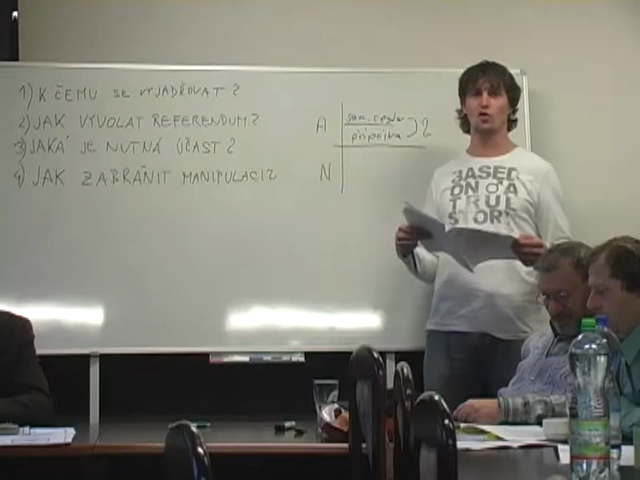 1) K ČEMU SE VYJADŘOVAT?
2) JAK VYVOLAT REFERENDUM?
3) JAKÁ JE NUTNÁ ÚČAST?
4) JAK ZABRÁNIT MANIPULACI?
A
N
BASED
ON A
TRUE
STORY